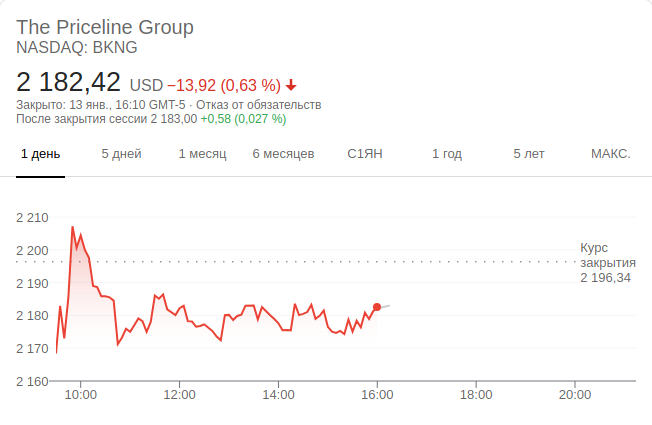 The Priceline Group
NASDAQ: BKNG
2 182,42 USD −13,92 (0,63 %)
Закрыто: 13 янв., 16:10 GMT-5 · Отказ от обязательств
После закрытия сессии 2 183,00 +0,58 (0,027 %)
1 день 5 дней 1 месяц 6 месяцев С1ЯН 1 год 5 лет МАКС.
2 210
2 200
2 190
2 180
2 170
2 160
Курс
закрытия
2 196,34
10:00 12:00 14:00 16:00 18:00 20:00